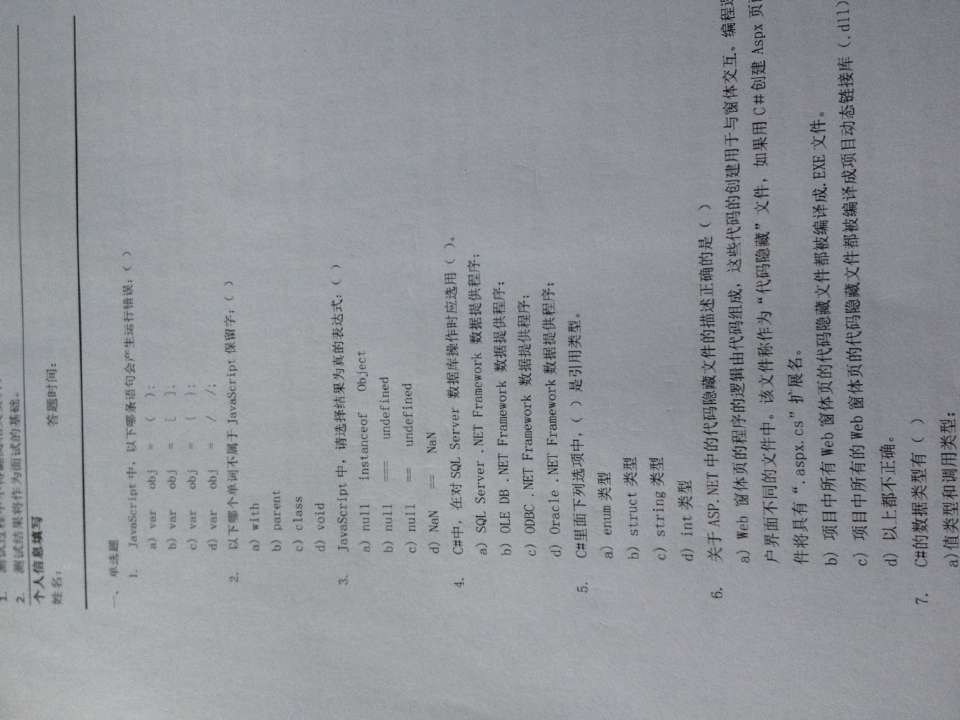 1. 测试过程中不得翻阅相关资料。
2. 测试结果将作为面试的基础。
个人信息填写
姓名: 答题时间:
一、 单选题
1. JavaScript 中，以下哪条语句会产生运行错误：( )
a) var obj = ( );
b) var obj = [ ];
c) var obj = { };
d) var obj = / /;
2. 以下哪个单词不属于 JavaScript 保留字：( )
a) with
b) parent
c) class
d) void
3. JavaScript 中，请选择结果为真的表达式：( )
a) null instanceof Object
b) null === undefined
c) null == undefined
d) NaN == NaN
4. C#中，在对 SQL Server 数据库操作时应选用（ ）。
a) SQL Server .NET Framework 数据提供程序;
b) OLE DB .NET Framework 数据提供程序;
c) ODBC .NET Framework 数据提供程序;
d) Oracle .NET Framework 数据提供程序;
5. C#里面下列选项中，（ ）是引用类型。
a) enum 类型
b) struct 类型
c) string 类型
d) int 类型
6. 关于 ASP.NET 中的代码隐藏文件的描述正确的是（ ）
a) Web 窗体页的程序的逻辑由代码组成，这些代码的创建用于与窗体交互。编程
户界面不同的文件中。该文件称作为“代码隐藏”文件，如果用 C＃创建 Aspx 页
件将具有“.aspx.cs”扩展名。
b) 项目中所有 Web 窗体页的代码隐藏文件都被编译成.EXE 文件。
c) 项目中所有的 Web 窗体页的代码隐藏文件都被编译成项目动态链接库（.dll）
d) 以上都不正确。
7. C#的数据类型有（ ）
a)值类型和调用类型;